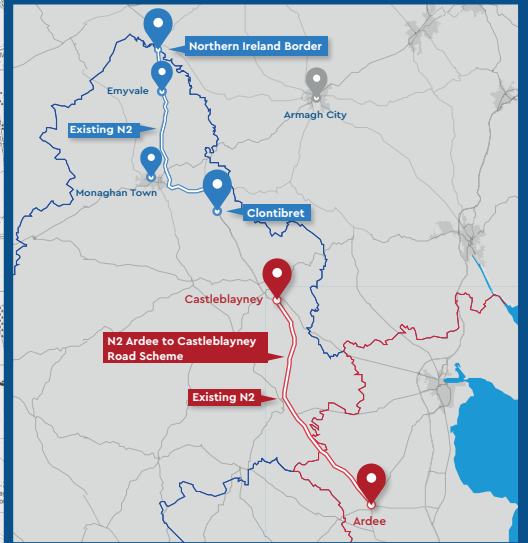 Northern Ireland Border
Emyvale
Armagh City
Existing N2
Monaghan Town
Clontibret
Castleblayney
N2 Ardee to Castleblayney
Road Scheme
Existing N2
Ardee